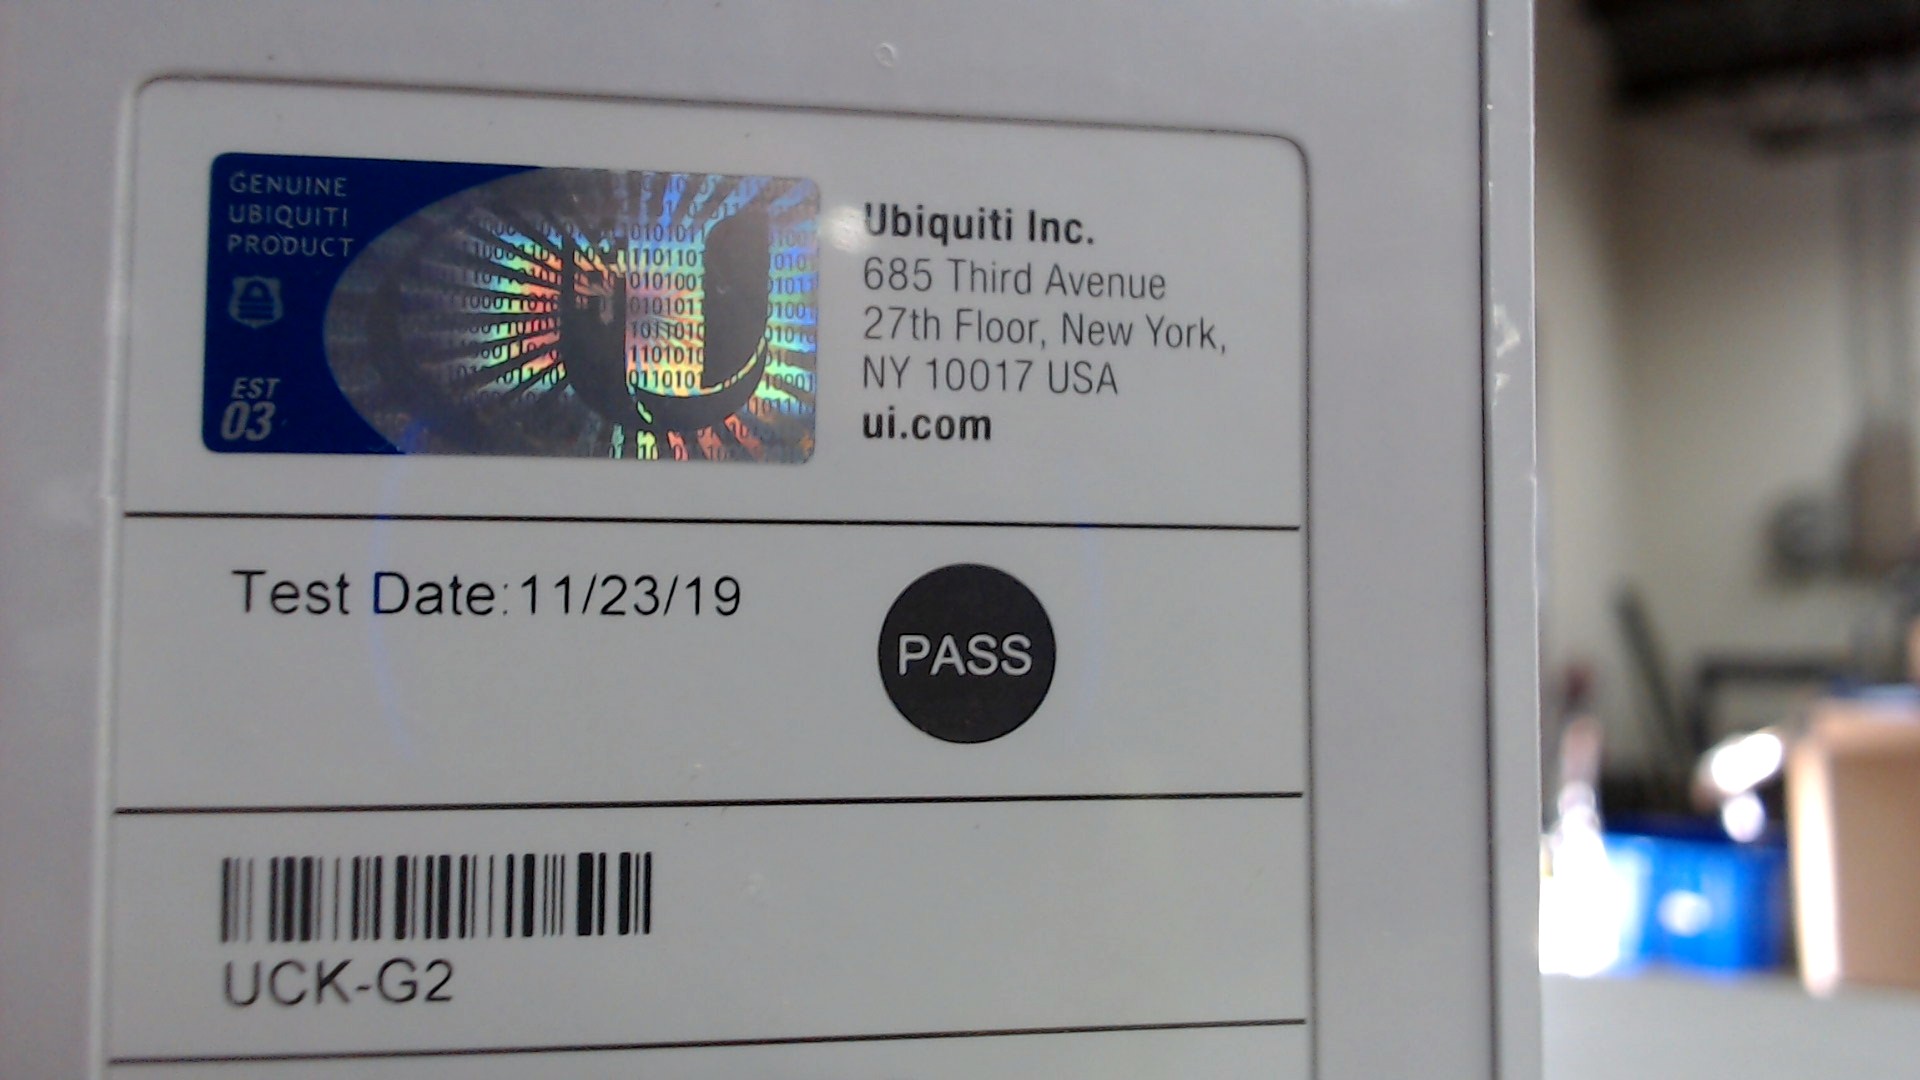 GENUINE
UBIQUITI
PRODUCT
EST
03
Ubiquiti Inc.
685 Third Avenue
27th Floor, New York,
NY 10017 USA
ui.com
Test Date:11/23/19
PASS
UCK-G2